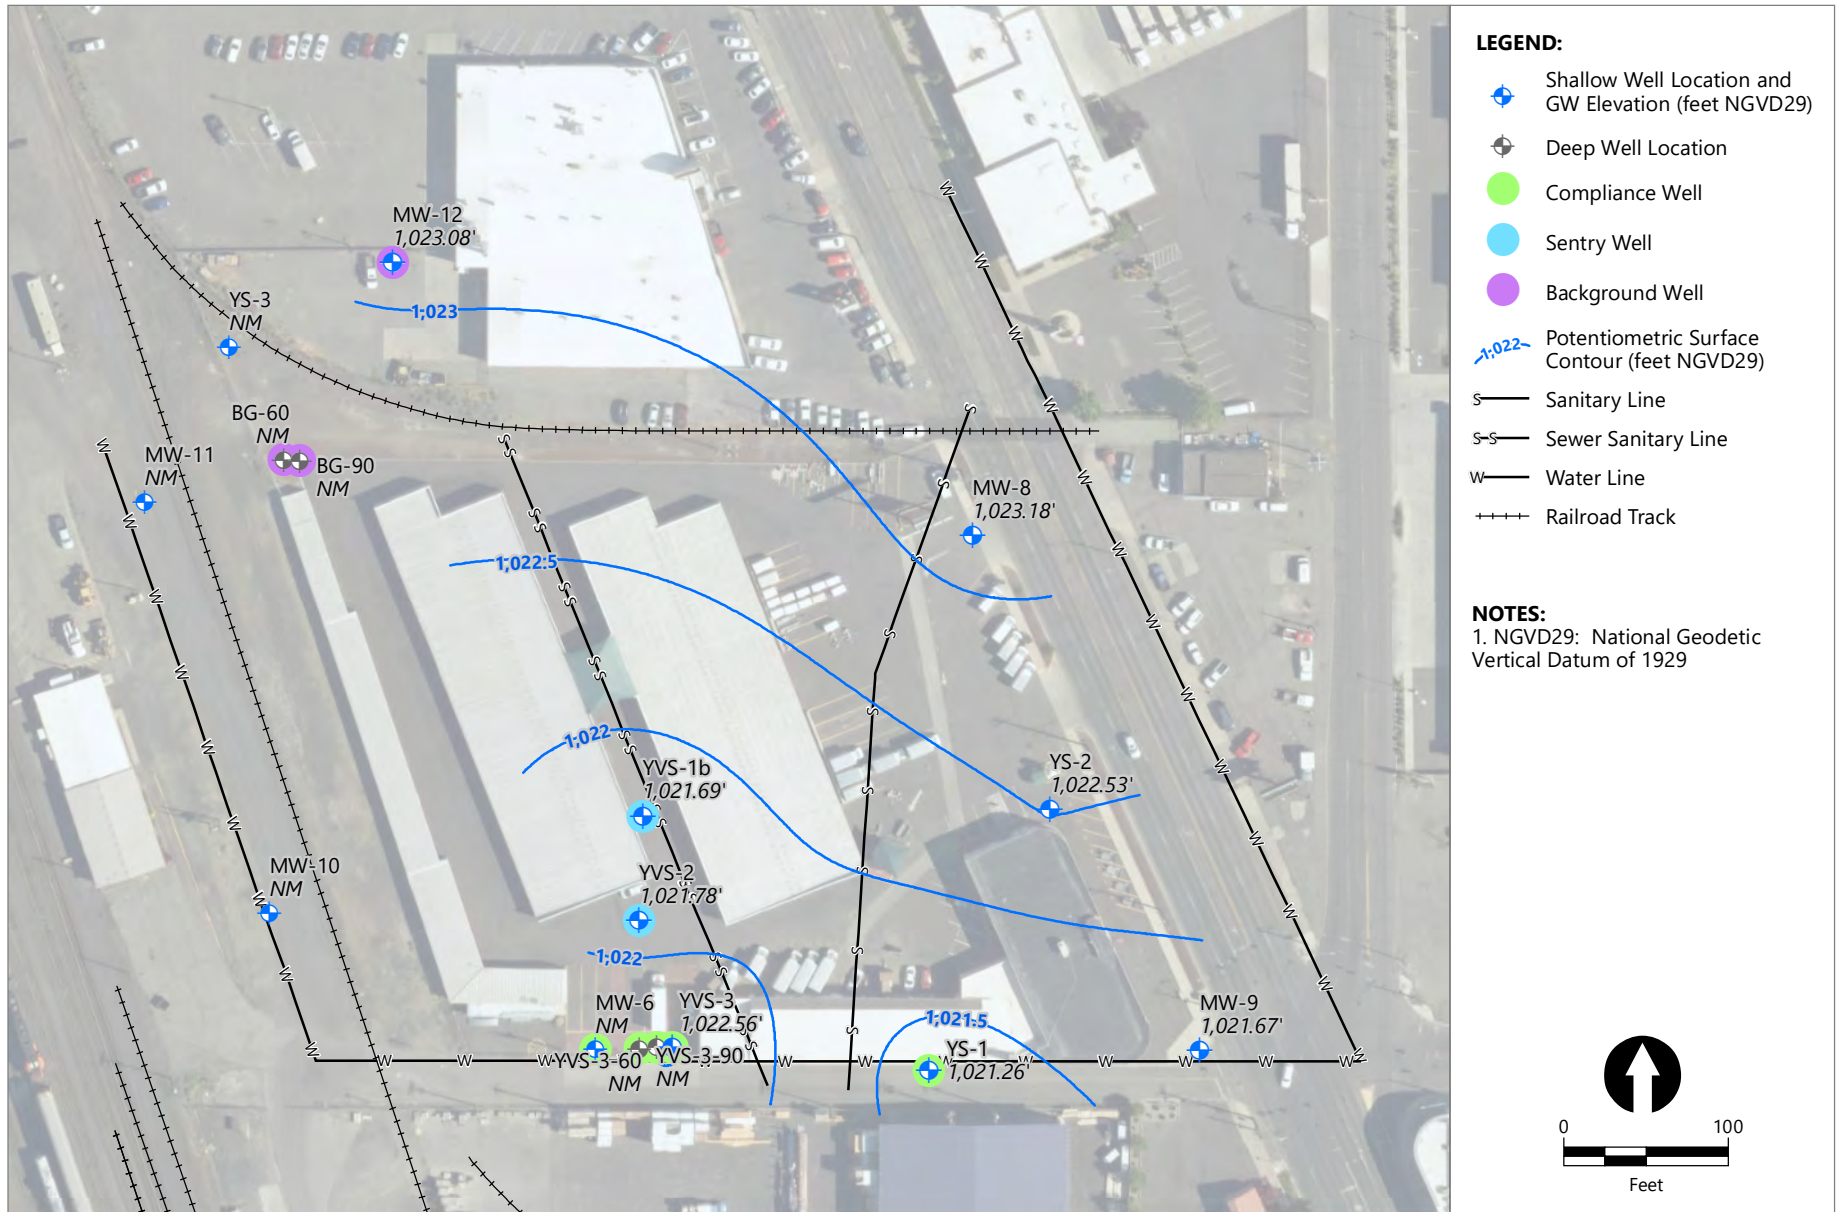 MW-12
1,023.08'
YS-3
NM
1,023
BG-60
NM
BG-90
NM
MW-11
NM
MW-8
1,023.18'
1,022.5
1,022
YVS-1b
1,021.69'
YS-2
1,022.53'
MW-10
NM
YVS-2
1,021.78'
1,022
MW-6
NM
YVS-3
1,022.56'
YVS-3-60
NM
YVS-3-90
NM
1,021.5
YS-1
1,021.26'
MW-9
1,021.67'
W
S
S-S
LEGEND:
Shallow Well Location and
GW Elevation (feet NGVD29)
Deep Well Location
Compliance Well
Sentry Well
Background Well
1,022
Potentiometric Surface
Contour (feet NGVD29)
S
Sanitary Line
S-S
Sewer Sanitary Line
W
Water Line
Railroad Track
NOTES:
1. NGVD29: National Geodetic
Vertical Datum of 1929
0 100
Feet